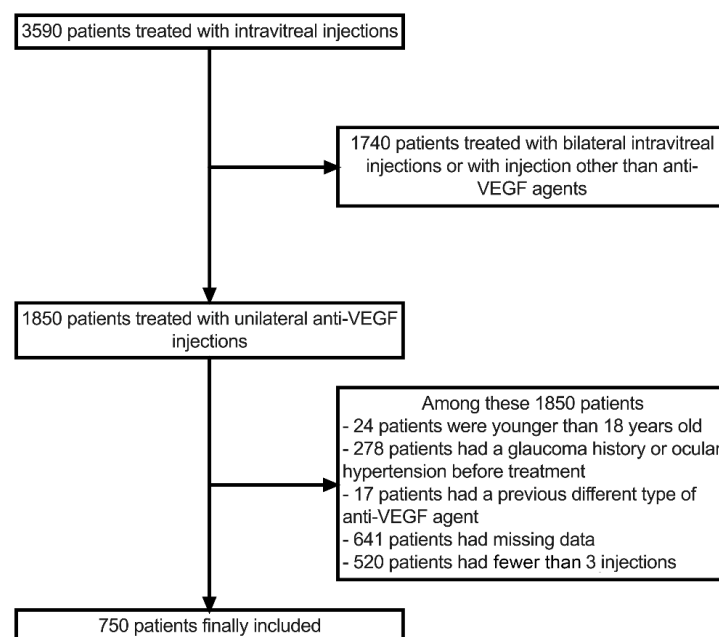 3590 patients treated with intravitreal injections
1740 patients treated with bilateral intravitreal
injections or with injection other than anti-
VEGF agents
1850 patients treated with unilateral anti-VEGF
injections
Among these 1850 patients
- 24 patients were younger than 18 years old
- 278 patients had a glaucoma history or ocular
hypertension before treatment
- 17 patients had a previous different type of
anti-VEGF agent
- 641 patients had missing data
- 520 patients had fewer than 3 injections
750 patients finally included